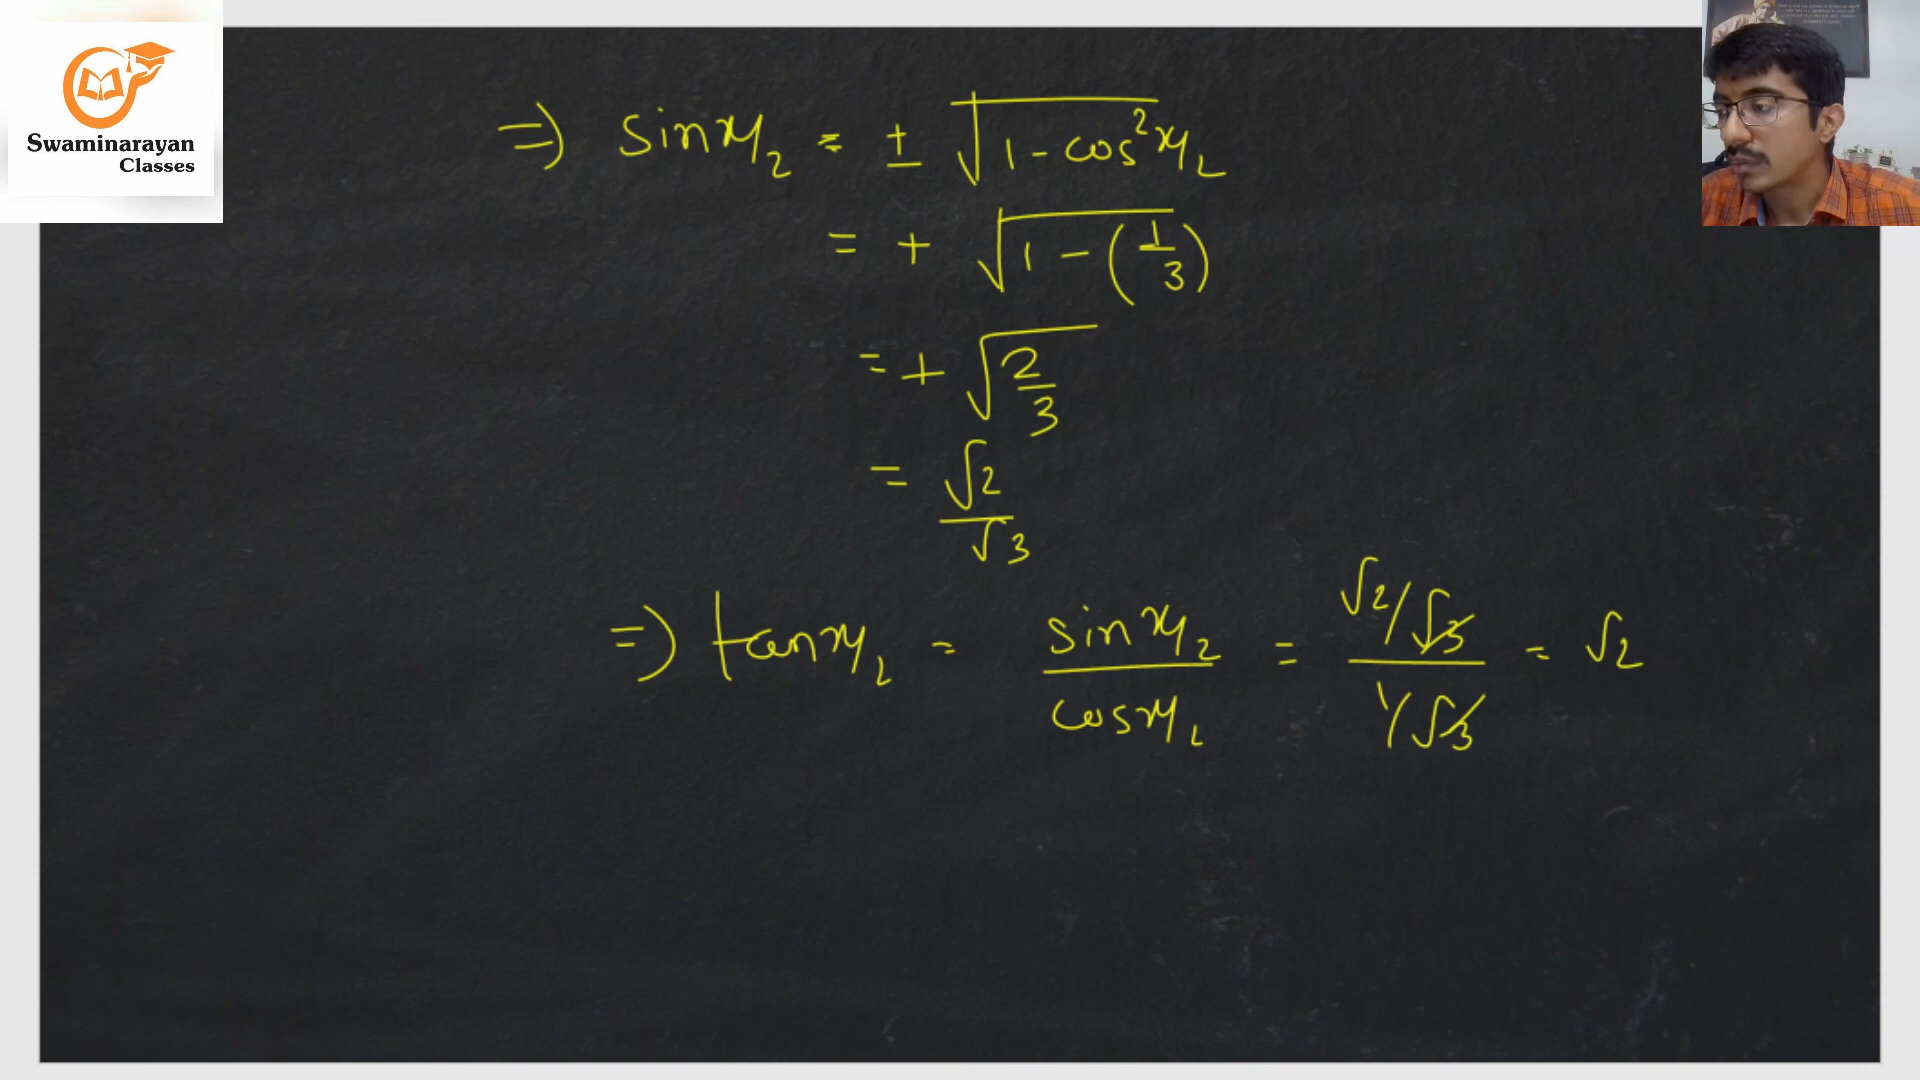 Swaminarayan
Classes
=> sin x/2 = ± √(1 - cos² x/2)
= + √(1 - (1/3))
= + √(2/3)
= √2/√3
=> tan x/2 = (sin x/2)/(cos x/2) = (√2/√3)/(1/√3) = √2